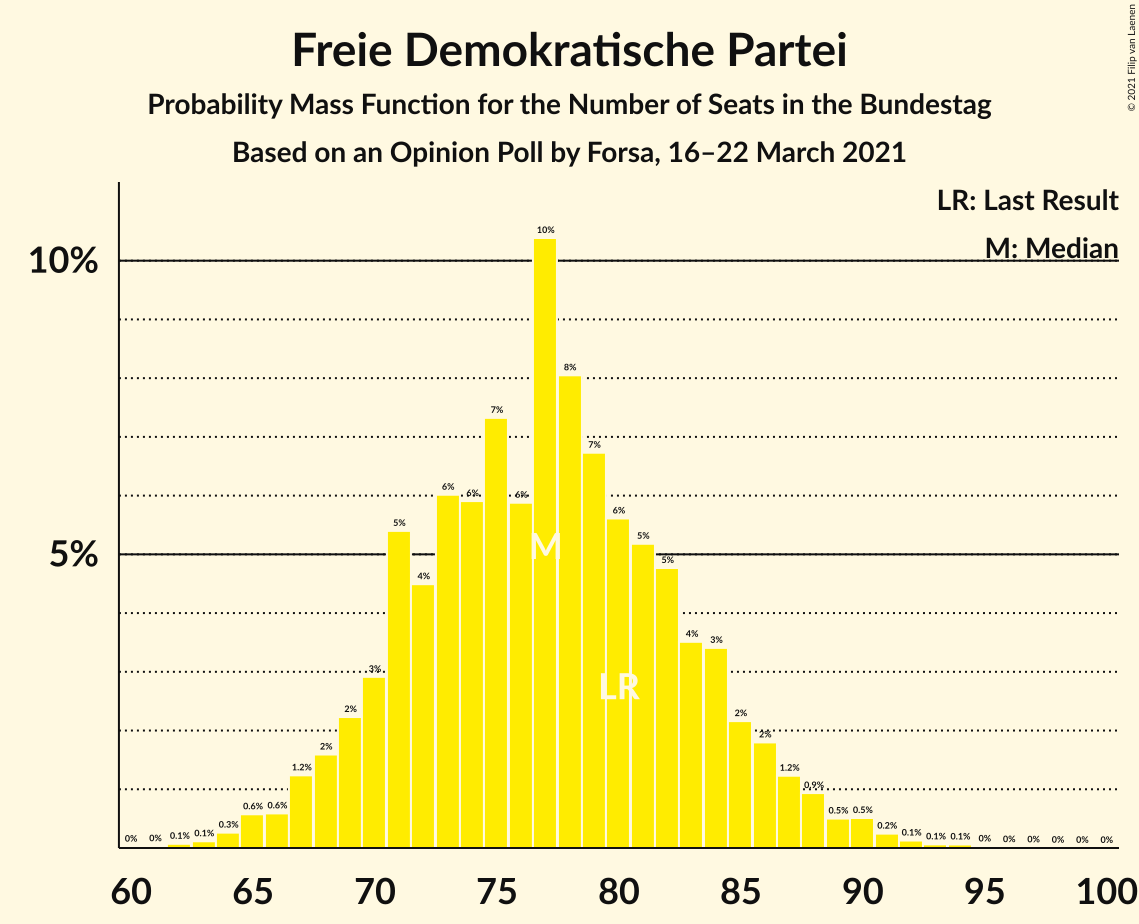 Freie Demokratische Partei
Probability Mass Function for the Number of Seats in the Bundestag
Based on an Opinion Poll by Forsa, 16–22 March 2021
© 2021 Filip van Laenen
LR: Last Result
M: Median
10%
5%
0% 0% 0.1% 0.1% 0.3% 0.6% 0.6% 1.2% 2% 2% 3% 5% 4% 6% 6% 7% 6% 10% 8% 7% 6% 5% 5% 4% 3% 2% 2% 1.2% 0.9% 0.5% 0.5% 0.2% 0.1% 0.1% 0.1% 0% 0% 0% 0% 0% 0%
M
LR
60 65 70 75 80 85 90 95 100